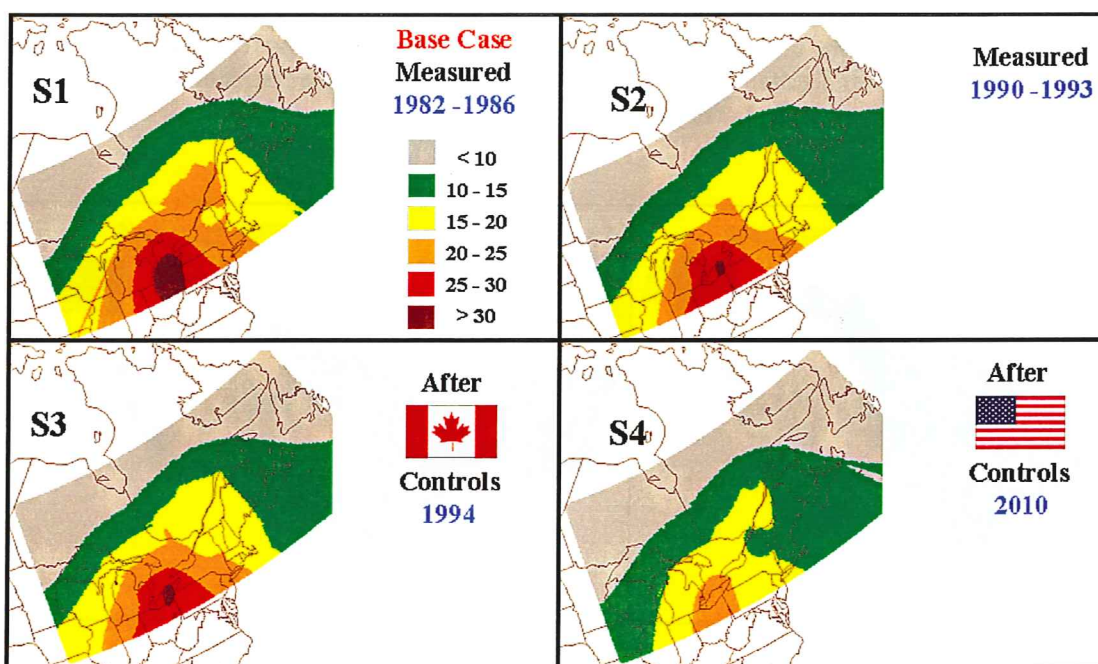 S1
Base Case
Measured
1982 - 1986
< 10
10 - 15
15 - 20
20 - 25
25 - 30
> 30
S2
Measured
1990 - 1993
S3
After
Controls
1994
S4
After
Controls
2010